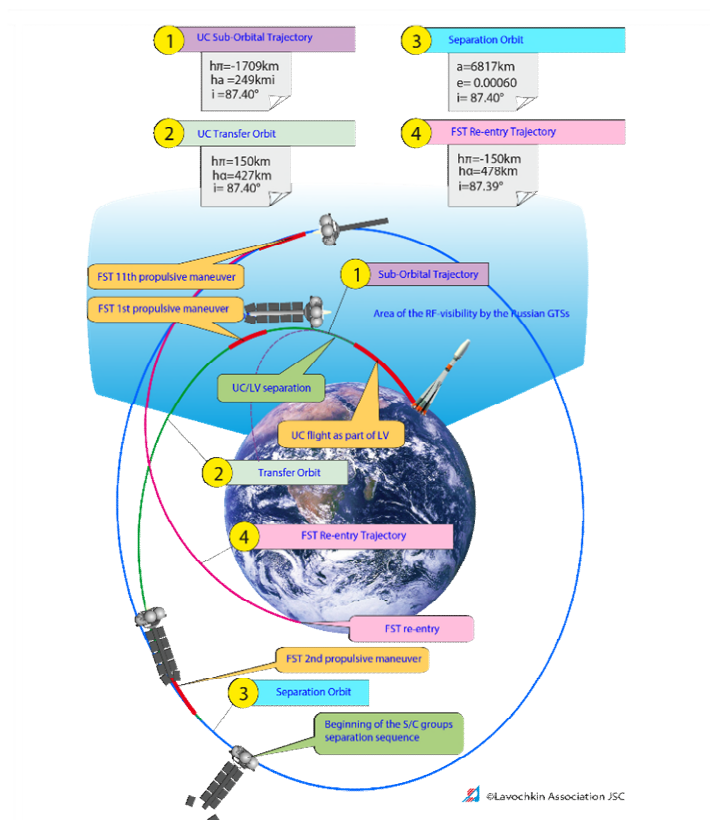 1
UC Sub-Orbital Trajectory
hπ=-1709km
ha =249kmi
i =87.40°
3
Separation Orbit
a=6817km
e= 0.00060
i= 87.40°
2
UC Transfer Orbit
hπ=150km
hɑ=427km
i= 87.40°
4
FST Re-entry Trajectory
hπ=-150km
hɑ=478km
i=87.39°
FST 11th propulsive maneuver
1
Sub-Orbital Trajectory
FST 1st propulsive maneuver
Area of the RF-visibility by the Russian GTSs
UC/LV separation
UC flight as part of LV
2
Transfer Orbit
4
FST Re-entry Trajectory
FST re-entry
FST 2nd propulsive maneuver
3
Separation Orbit
Beginning of the S/C groups
separation sequence
©Lavochkin Association JSC